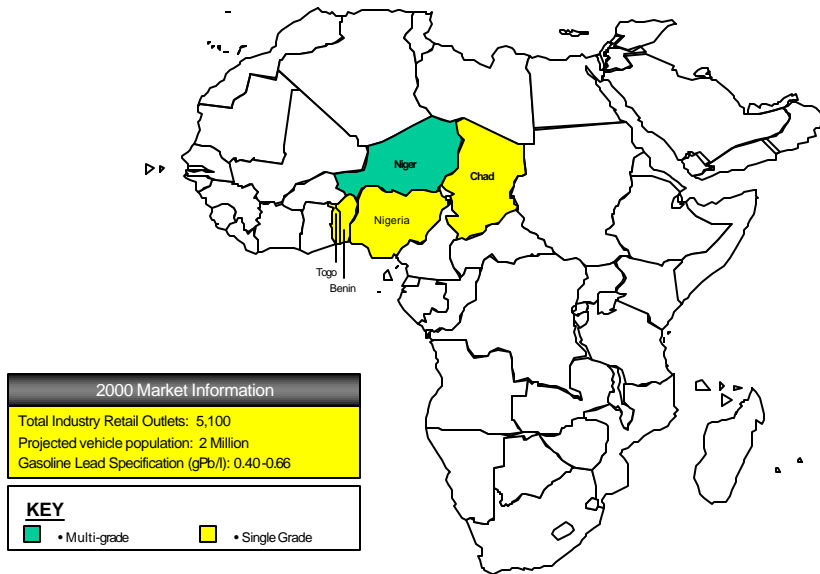 Niger
Chad
Nigeria
Togo
Benin
2000 Market Information
Total Industry Retail Outlets: 5,100
Projected vehicle population: 2 Million
Gasoline Lead Specification (gPb/l): 0.40-0.66
KEY
• Multi-grade • Single Grade